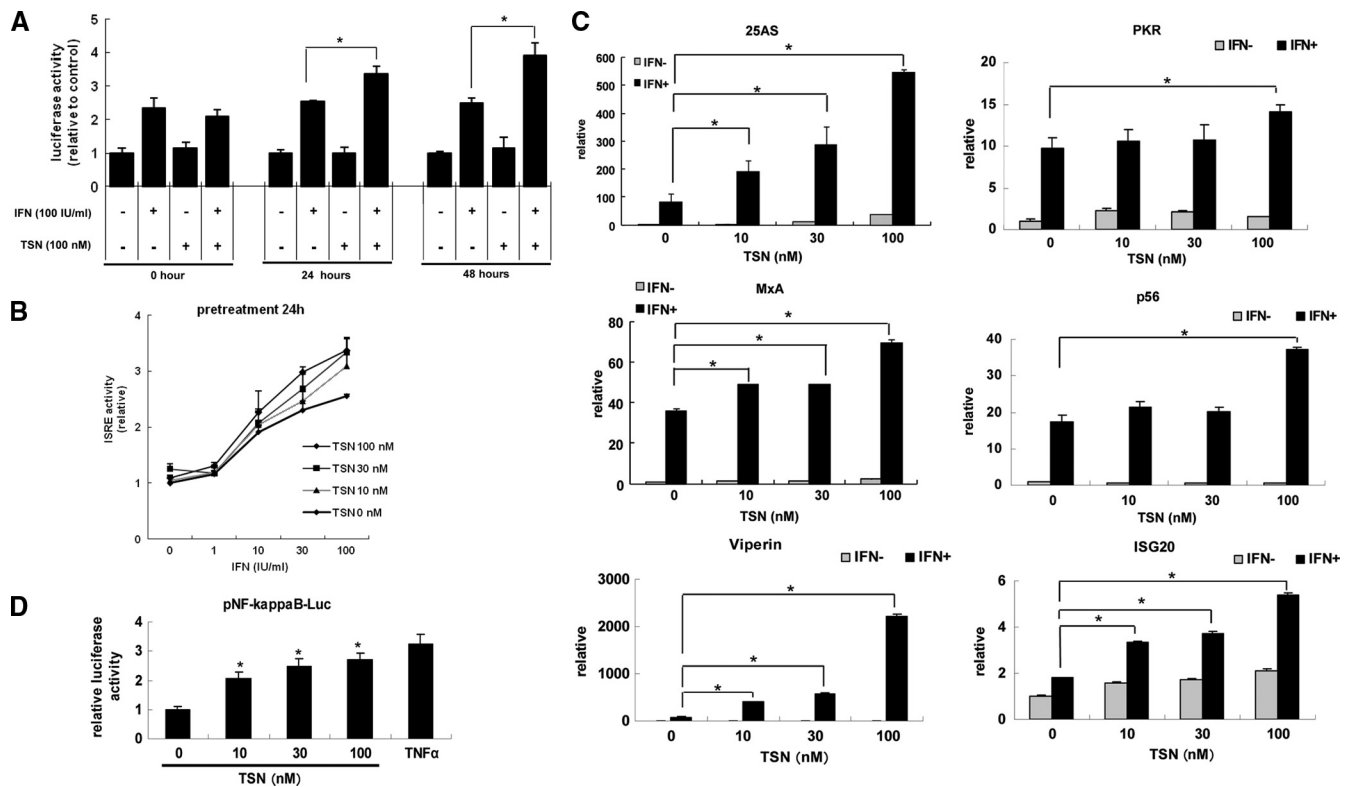 A
luciferase activity
(relative to control)
5
4
3
2
1
0
*
*
IFN (100 IU/ml) - + - + - + - + - + - +
TSN (100 nM) - - + + - - + + - - + +
0 hour 24 hours 48 hours
B
pretreatment 24h
ISRE activity
(relative)
4
3
2
1
0
TSN 100 nM
TSN 30 nM
TSN 10 nM
TSN 0 nM
0 1 10 30 100
IFN (IU/ml)
D
pNF-kappaB-Luc
relative luciferase
activity
4
3
2
1
0
* * *
0 10 30 100 TNFα
TSN (nM)
C
25AS
IFN-
IFN+
relative
600
500
400
300
200
100
0
*
*
*
0 10 30 100
TSN (nM)
PKR
IFN- IFN+
relative
20
15
10
5
0
*
0 10 30 100
TSN (nM)
MxA
IFN-
IFN+
relative
80
60
40
20
0
*
*
*
0 10 30 100
TSN (nM)
p56
IFN- IFN+
relative
40
30
20
10
0
*
0 10 30 100
TSN (nM)
Viperin
IFN- IFN+
relative
3000
2000
1000
0
*
*
*
0 10 30 100
TSN (nM)
ISG20
IFN- IFN+
relative
6
4
2
0
*
*
*
0 10 30 100
TSN (nM)